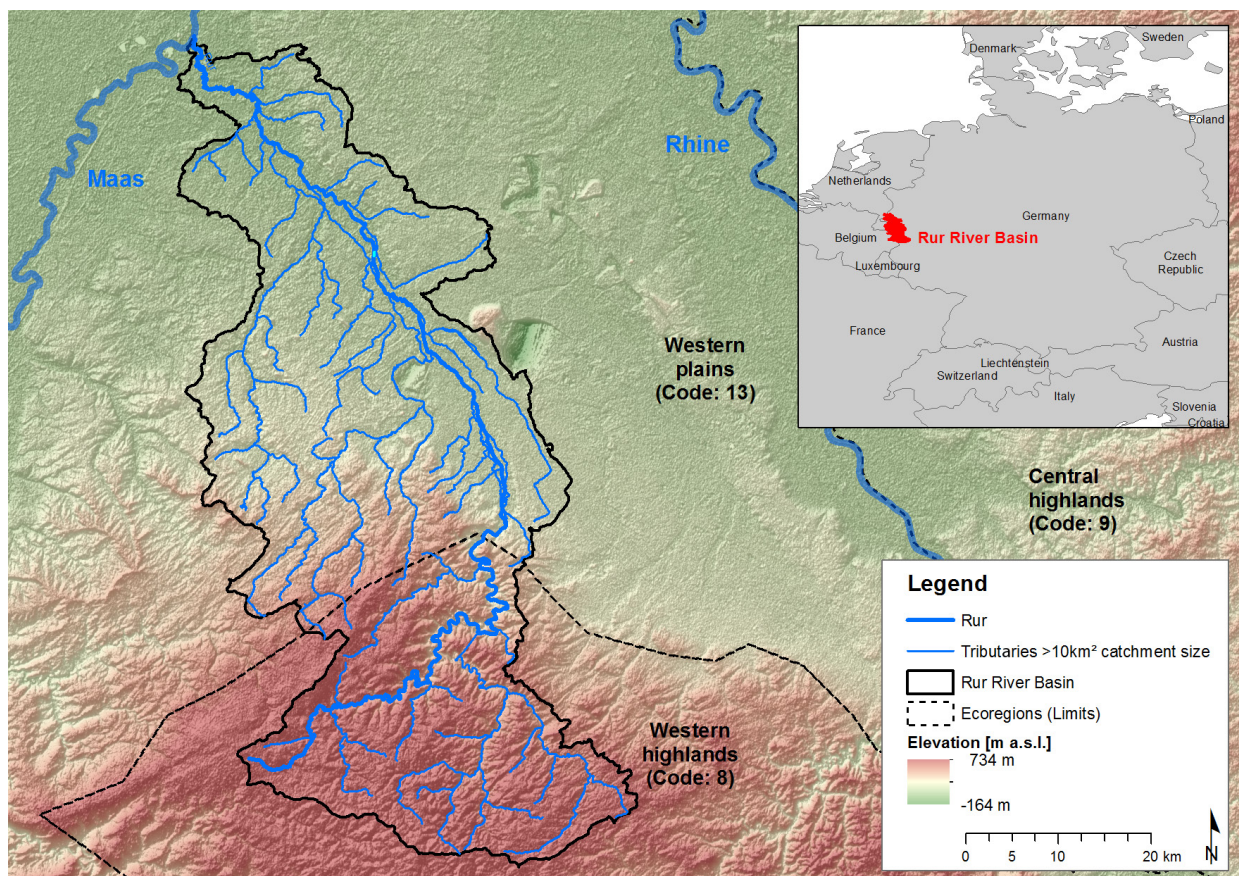 Maas
Rhine
Western
plains
(Code: 13)
Central
highlands
(Code: 9)
Western
highlands
(Code: 8)
Denmark
Sweden
Poland
Netherlands
Germany
Belgium
Rur River Basin
Luxembourg
Czech
Republic
France
Austria
Liechtenstein
Switzerland
Italy
Slovenia
Croatia
Legend
Rur
Tributaries >10km² catchment size
Rur River Basin
Ecoregions (Limits)
Elevation [m a.s.l.]
734 m
-164 m
0 5 10 20 km
N